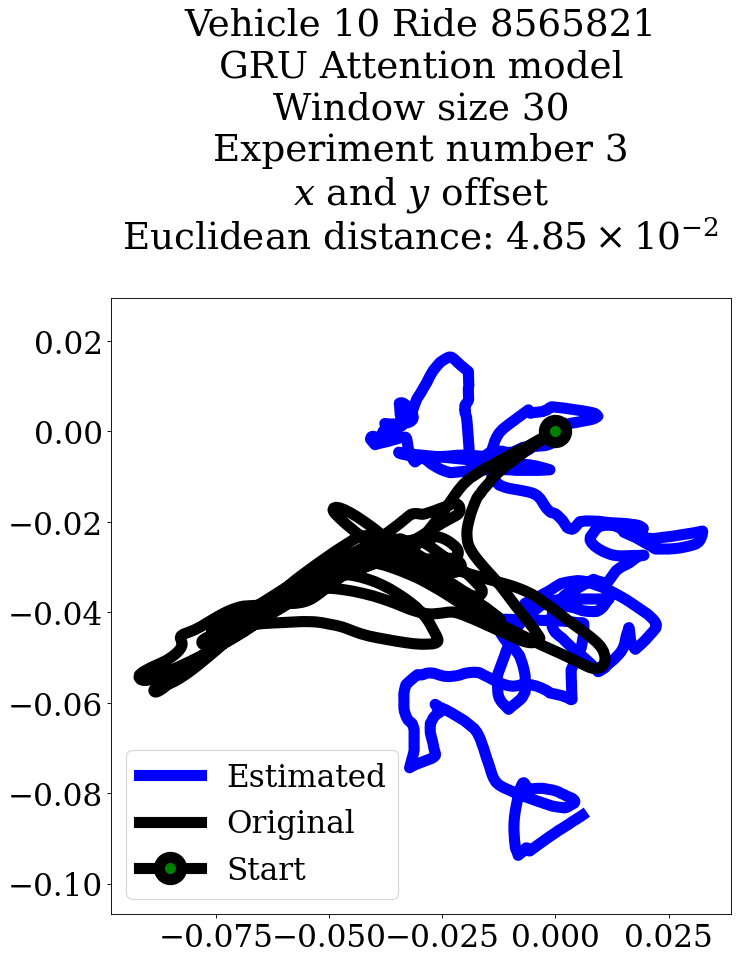 Vehicle 10 Ride 8565821
GRU Attention model
Window size 30
Experiment number 3
x and y offset
Euclidean distance: 4.85 × 10⁻²
0.02
0.00
−0.02
−0.04
−0.06
−0.08
−0.10
Estimated
Original
Start
−0.075 −0.050 −0.025 0.000 0.025